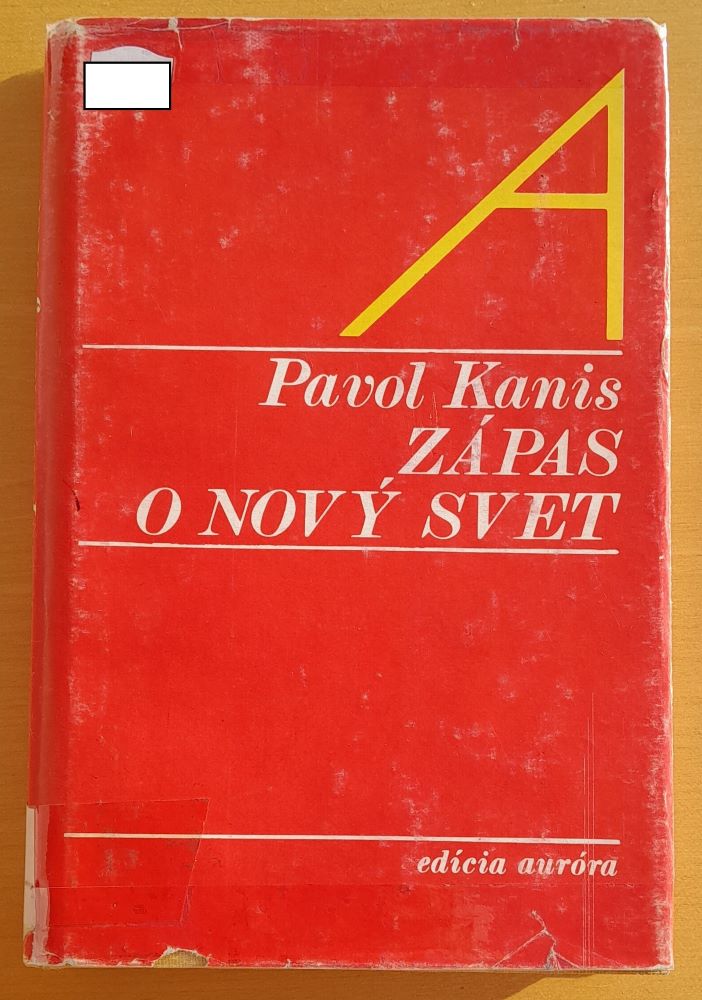 A
Pavol Kanis
ZÁPAS
O NOVÝ SVET
edícia auróra